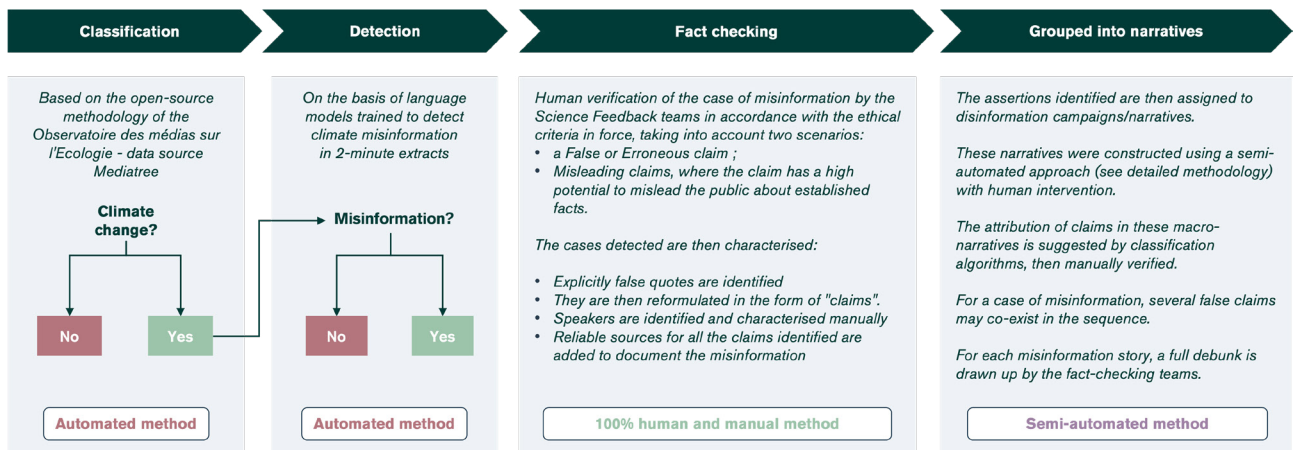 Classification
Detection
Fact checking
Grouped into narratives
Based on the open-source
methodology of the
Observatoire des médias sur
l'Ecologie - data source
Mediatree
Climate
change?
No
Yes
Automated method
On the basis of language
models trained to detect
climate misinformation
in 2-minute extracts
Misinformation?
No
Yes
Automated method
Human verification of the case of misinformation by the
Science Feedback teams in accordance with the ethical
criteria in force, taking into account two scenarios:
• a False or Erroneous claim ;
• Misleading claims, where the claim has a high
potential to mislead the public about established
facts.
The cases detected are then characterised:
• Explicitly false quotes are identified
• They are then reformulated in the form of "claims".
• Speakers are identified and characterised manually
• Reliable sources for all the claims identified are
added to document the misinformation
100% human and manual method
The assertions identified are then assigned to
disinformation campaigns/narratives.
These narratives were constructed using a semi-
automated approach (see detailed methodology)
with human intervention.
The attribution of claims in these macro-
narratives is suggested by classification
algorithms, then manually verified.
For a case of misinformation, several false claims
may co-exist in the sequence.
For each misinformation story, a full debunk is
drawn up by the fact-checking teams.
Semi-automated method